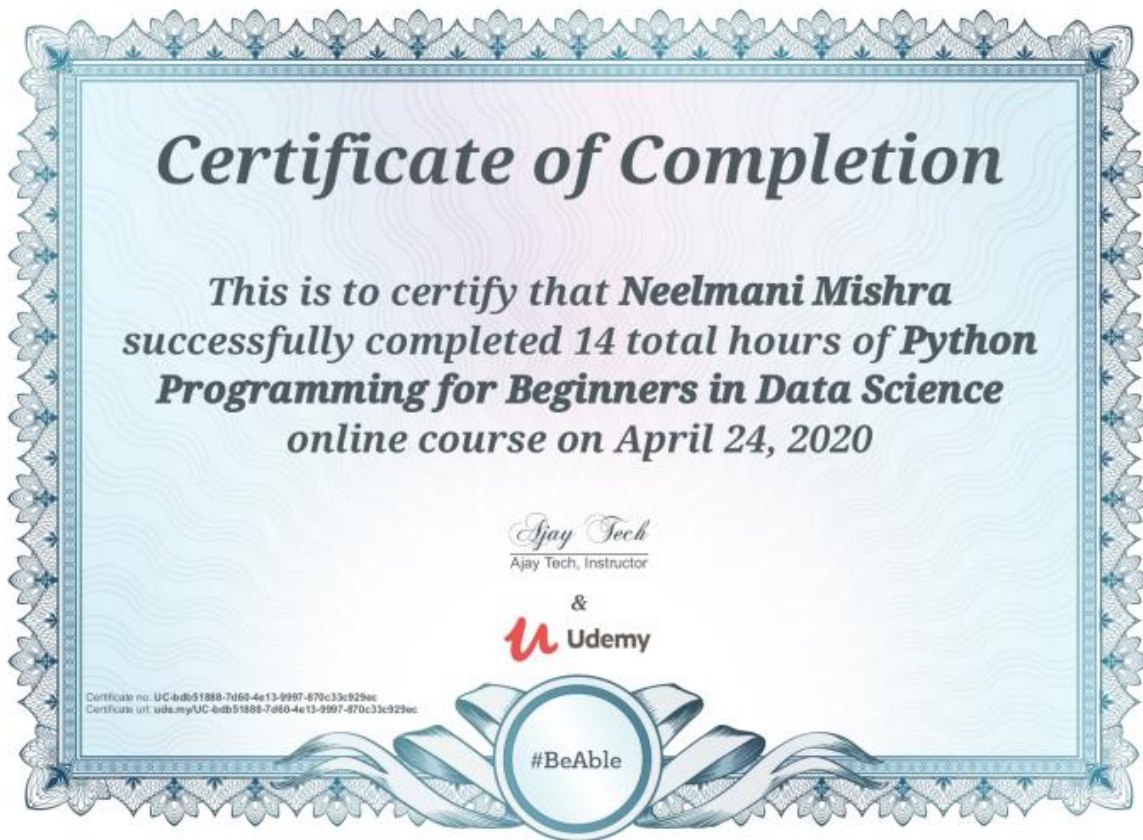 Certificate of Completion
This is to certify that Neelmani Mishra
successfully completed 14 total hours of Python
Programming for Beginners in Data Science
online course on April 24, 2020
Ajay Tech
Ajay Tech, Instructor
&
Udemy
Certificate no: UC-bdb51888-7d60-4e13-9997-870c33c929ec
Certificate url: ude.my/UC-bdb51888-7d60-4e13-9997-870c33c929ec
#BeAble